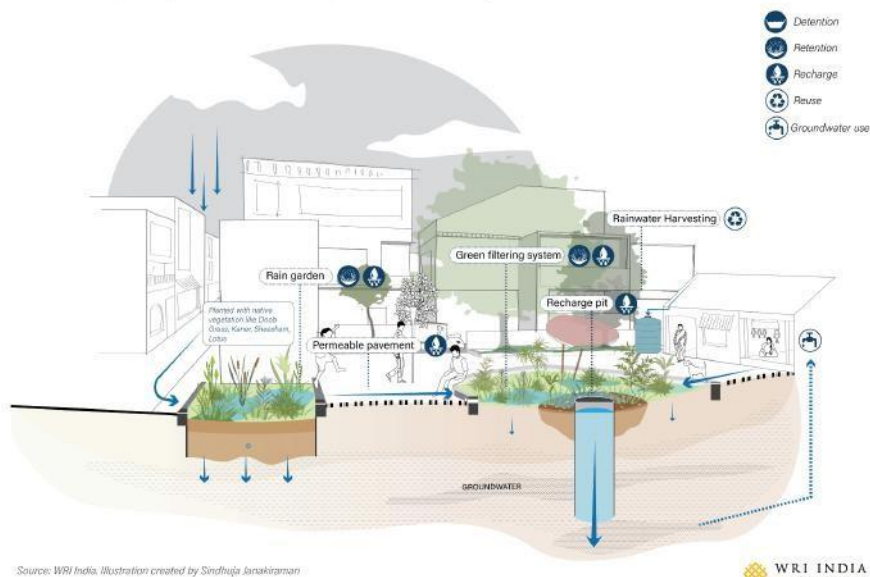 Detention
Retention
Recharge
Reuse
Groundwater use
Rainwater Harvesting
Green filtering system
Rain garden
Recharge pit
Planted with native
vegetation like Doob
Grass, Kaner, Sheesham,
Lotus
Permeable pavement
GROUNDWATER
Source: WRI India. Illustration created by Sindhuja Janakiraman
WRI INDIA